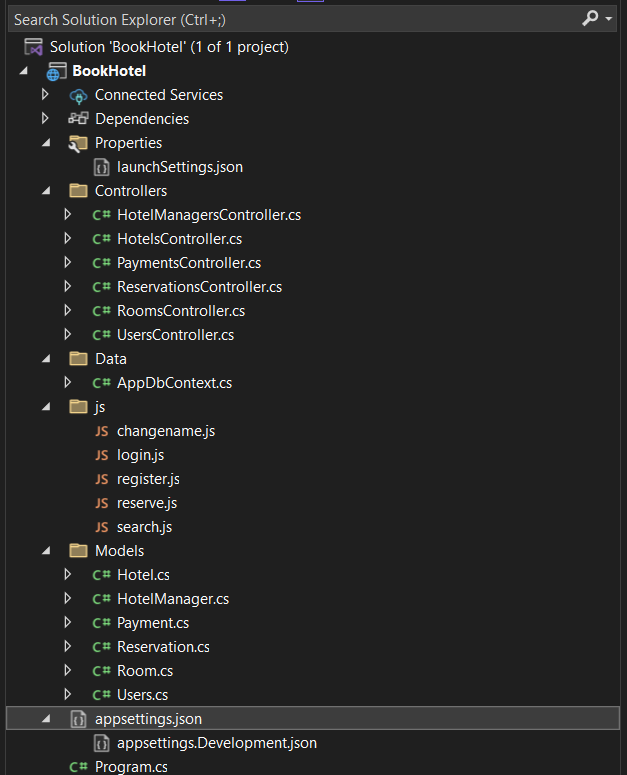 Search Solution Explorer (Ctrl+;)
Solution 'BookHotel' (1 of 1 project)
BookHotel
Connected Services
Dependencies
Properties
launchSettings.json
Controllers
C# HotelManagersController.cs
C# HotelsController.cs
C# PaymentsController.cs
C# ReservationsController.cs
C# RoomsController.cs
C# UsersController.cs
Data
C# AppDbContext.cs
js
JS changename.js
JS login.js
JS register.js
JS reserve.js
JS search.js
Models
C# Hotel.cs
C# HotelManager.cs
C# Payment.cs
C# Reservation.cs
C# Room.cs
C# Users.cs
appsettings.json
appsettings.Development.json
C# Program.cs